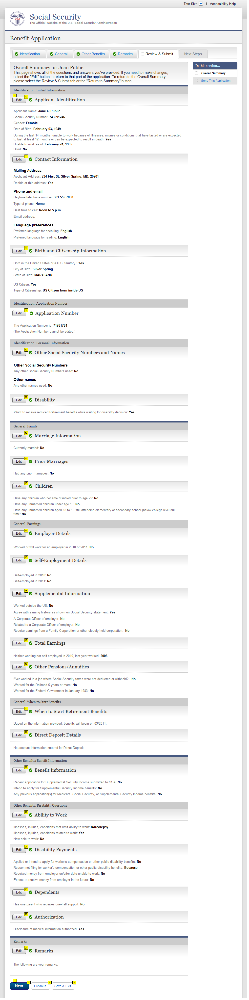 Text Size | Accessibility Help
Social Security
The Official Website of the U.S. Social Security Administration
Benefit Application
Identification General Other Benefits Remarks Review & Submit Next Steps
Overall Summary for Joan Public
This page shows all of the questions and answers you've provided. If you need to make changes,
select the "Edit" button to return to that part of the application. To return to the Overall Summary,
please select the Review & Submit tab or the "Return to Summary" button.
In this section...
Overall Summary
Send This Application
Identification: Initial Information
1
6
Edit Applicant Identification
Applicant Name: Jane Q Public
Social Security Number: 743991246
Gender: Female
Date of Birth: February 03, 1949
During the last 14 months, unable to work because of illnesses, injuries or conditions that have lasted or are expected
to last at least 12 months or can be expected to result in death: Yes
Unable to work as of: February 24, 1995
Blind: No
7
Edit Contact Information
Mailing Address
Applicant Address: 234 First St, Silver Spring, MD, 20901
Reside at this address: Yes
Phone and email
Daytime telephone number: 301 555 7890
Type of phone: Home
Best time to call: Noon to 5 p.m.
Email address: --
Language preferences
Preferred language for speaking: English
Preferred language for reading: English
8
Edit Birth and Citizenship Information
Born in the United States or a U.S. territory : Yes
City of Birth: Silver Spring
State of Birth: MARYLAND
US Citizen: Yes
Type of Citizenship: US Citizen born inside US
Identification: Application Number
9
Edit Application Number
The Application Number is: 71761784
(The Application Number cannot be edited.)
Identification: Personal Information
10
Edit Other Social Security Numbers and Names
Other Social Security Numbers
Any other Social Security Numbers used: No
Other names
Any other names used: No
11
Edit Disability
Want to receive reduced Retirement benefits while waiting for disability decision: Yes
General: Family
12
Edit Marriage Information
Currently married: No
14
Edit Prior Marriages
Had any prior marriages: No
13
Edit Children
Have any children who became disabled prior to age 22: No
Have any unmarried children under age 18: No
Have any unmarried children aged 18 to 19 still attending elementary or secondary school (below college level) full
time: No
General: Earnings
15
Edit Employer Details
Worked or will work for an employer in 2010 or 2011: No
18
Edit Self-Employment Details
Self-employed in 2010: No
Self-employed in 2011: No
16
Edit Supplemental Information
Worked outside the US: No
Agree with earning history as shown on Social Security statement: Yes
A Corporate Officer of employer: No
Related to a Corporate Officer of employer: No
Receive earnings from a Family Corporation or other closely held corporation: No
17
Edit Total Earnings
Neither working nor self-employed in 2010, last year worked: 2006
19
Edit Other Pensions/Annuities
Ever worked in a job where Social Security taxes were not deducted or withheld?: No
Worked for the Railroad 5 years or more: No
Worked for the Federal Government in January 1983: No
General: When to Start Benefits
20
Edit When to Start Retirement Benefits
Based on the information provided, benefits will begin on 03/2011.
21
Edit Direct Deposit Details
No account information entered for Direct Deposit.
Other Benefits: Benefit Information
22
Edit Benefit Information
Recent application for Supplemental Security Income submitted to SSA: No
Intend to apply for Supplemental Security Income benefits: No
Any previous application(s) for Medicare, Social Security, or Supplemental Security Income benefits: No
Other Benefits: Disability Questions
23
Edit Ability to Work
Illnesses, injuries, conditions that limit ability to work: Narcolepsy
Illnesses, injuries, conditions related to work: Yes
Now able to work: No
24
Edit Disability Payments
Applied or intend to apply for worker's compensation or other public disability benefits: No
Reason not filing for worker's compensation or other public disability benefits: Because
Received money from employer on/after date unable to work: No
Expect to receive money from employer in the future: No
25
Edit Dependents
Has one parent who receives one-half support: No
26
Edit Authorization
Disclosure of medical information authorized: Yes
Remarks
27
Edit Remarks
The following are your remarks:
2 5 4 3
Next Previous Save & Exit